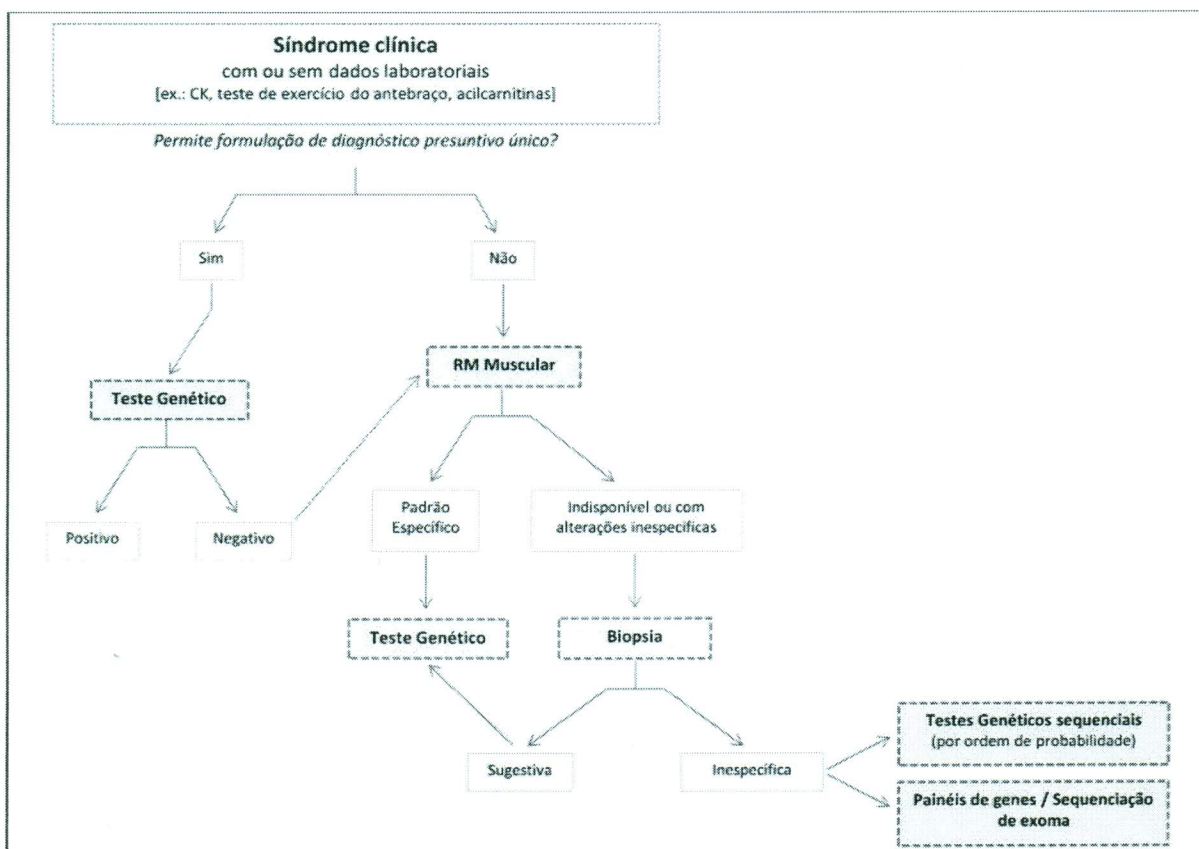 Síndrome clínica
com ou sem dados laboratoriais
[ex.: CK, teste de exercício do antebraço, acilcarnitinas]
Permite formulação de diagnóstico presuntivo único?
Sim
Não
RM Muscular
Teste Genético
Padrão
Específico
Indisponível ou com
alterações inespecíficas
Positivo
Negativo
Teste Genético
Biopsia
Testes Genéticos sequenciais
(por ordem de probabilidade)
Sugestiva
Inespecífica
Painéis de genes / Sequenciação
de exoma